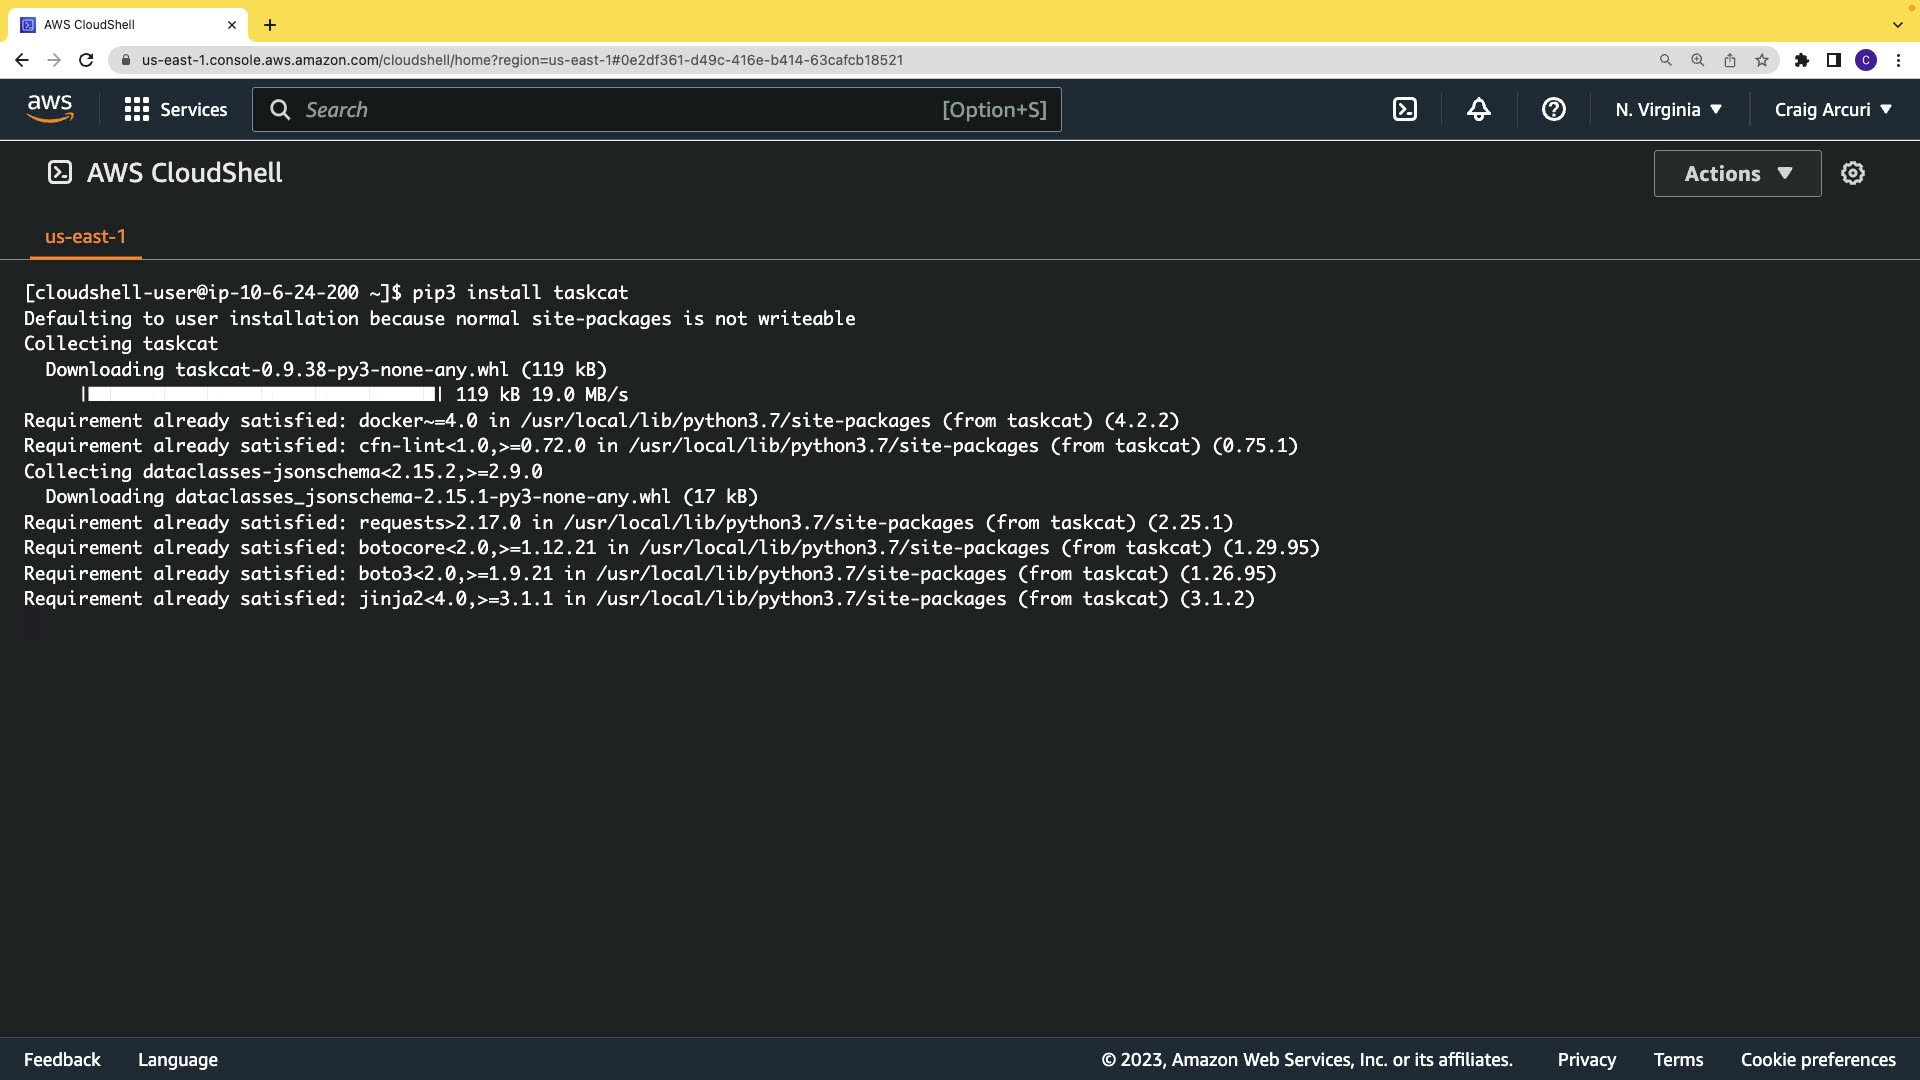 AWS CloudShell
us-east-1.console.aws.amazon.com/cloudshell/home?region=us-east-1#0e2df361-d49c-416e-b414-63cafcb18521
C
aws
Services
Search
[Option+S]
N. Virginia
Craig Arcuri
AWS CloudShell
Actions
us-east-1
[cloudshell-user@ip-10-6-24-200 ~]$ pip3 install taskcat
Defaulting to user installation because normal site-packages is not writeable
Collecting taskcat
  Downloading taskcat-0.9.38-py3-none-any.whl (119 kB)
     |████████████████████████████████| 119 kB 19.0 MB/s
Requirement already satisfied: docker~=4.0 in /usr/local/lib/python3.7/site-packages (from taskcat) (4.2.2)
Requirement already satisfied: cfn-lint<1.0,>=0.72.0 in /usr/local/lib/python3.7/site-packages (from taskcat) (0.75.1)
Collecting dataclasses-jsonschema<2.15.2,>=2.9.0
  Downloading dataclasses_jsonschema-2.15.1-py3-none-any.whl (17 kB)
Requirement already satisfied: requests>2.17.0 in /usr/local/lib/python3.7/site-packages (from taskcat) (2.25.1)
Requirement already satisfied: botocore<2.0,>=1.12.21 in /usr/local/lib/python3.7/site-packages (from taskcat) (1.29.95)
Requirement already satisfied: boto3<2.0,>=1.9.21 in /usr/local/lib/python3.7/site-packages (from taskcat) (1.26.95)
Requirement already satisfied: jinja2<4.0,>=3.1.1 in /usr/local/lib/python3.7/site-packages (from taskcat) (3.1.2)
Feedback
Language
© 2023, Amazon Web Services, Inc. or its affiliates.
Privacy
Terms
Cookie preferences